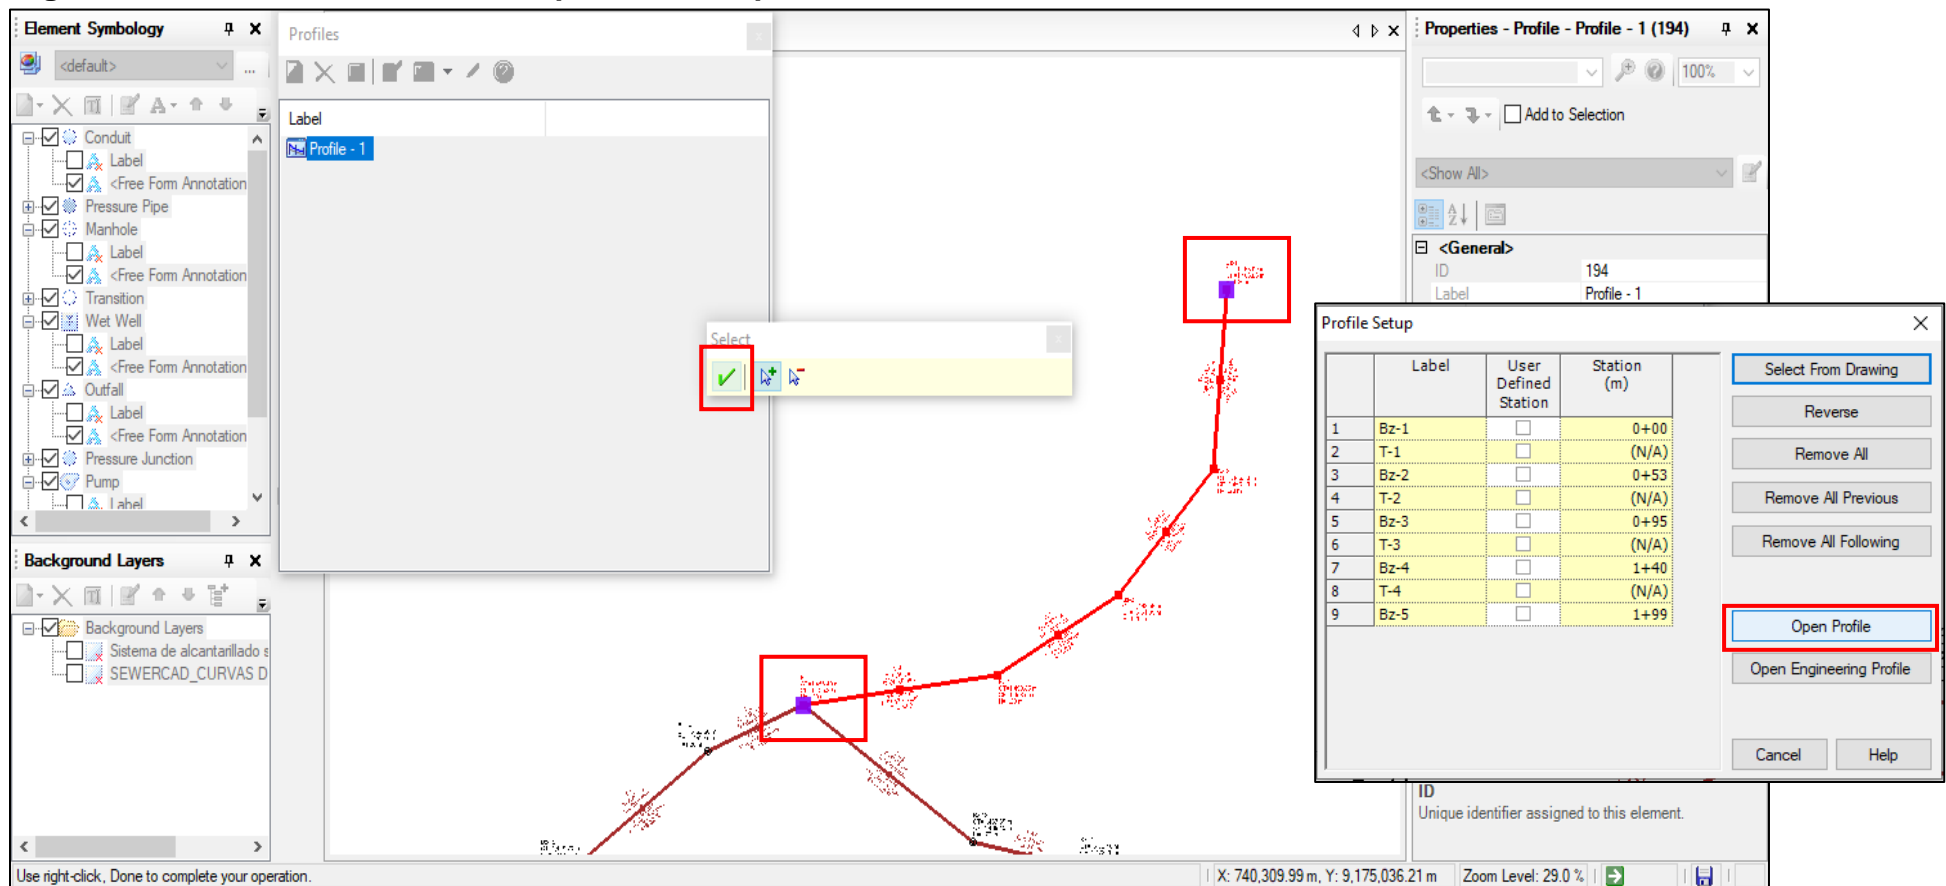 Element Symbology
<default>
...
Conduit
Label
<Free Form Annotation
Pressure Pipe
Manhole
Label
<Free Form Annotation
Transition
Wet Well
Label
<Free Form Annotation
Outfall
Label
<Free Form Annotation
Pressure Junction
Pump
Label
Background Layers
Background Layers
Sistema de alcantarillado s
SEWERCAD_CURVAS D
Profiles
Label
Profile - 1
Select
Properties - Profile - Profile - 1 (194)
100%
Add to Selection
<Show All>
<General>
ID 194
Label Profile - 1
Profile Setup
Label User Defined Station Station (m)
1 Bz-1 0+00
2 T-1 (N/A)
3 Bz-2 0+53
4 T-2 (N/A)
5 Bz-3 0+95
6 T-3 (N/A)
7 Bz-4 1+40
8 T-4 (N/A)
9 Bz-5 1+99
Select From Drawing
Reverse
Remove All
Remove All Previous
Remove All Following
Open Profile
Open Engineering Profile
Cancel Help
ID
Unique identifier assigned to this element.
Use right-click, Done to complete your operation.
X: 740,309.99 m, Y: 9,175,036.21 m
Zoom Level: 29.0 %